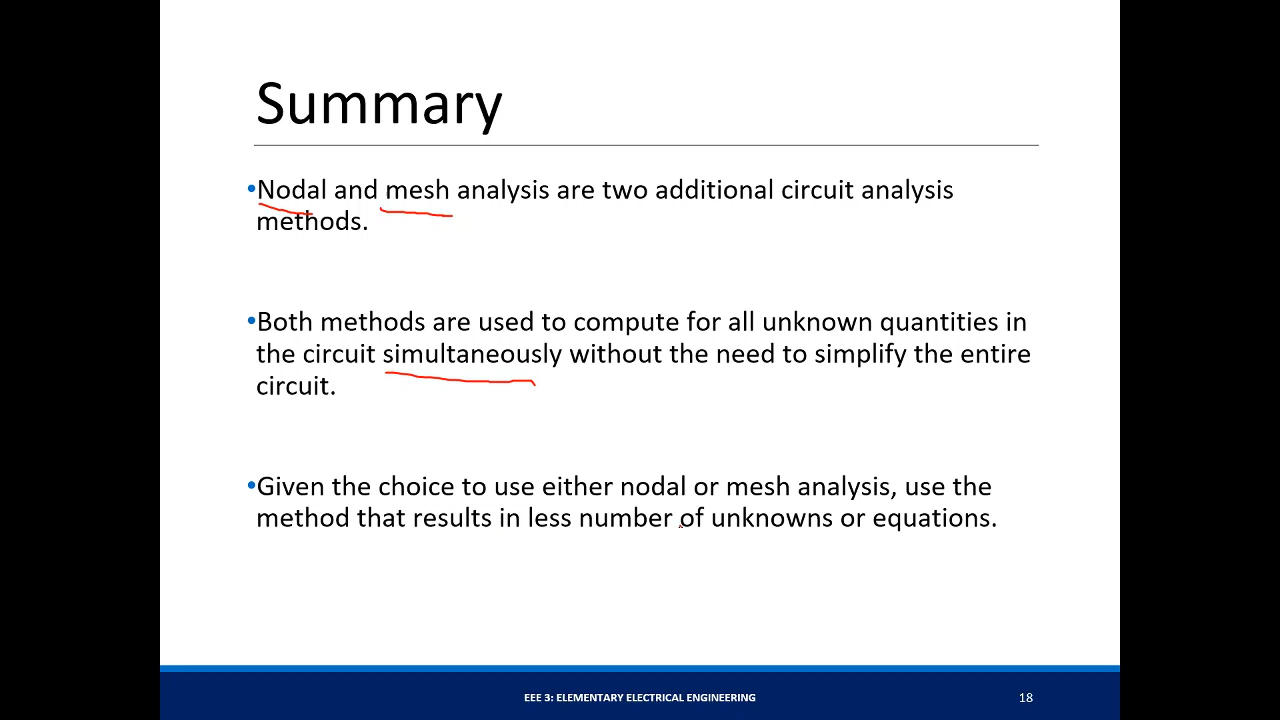 Summary
•Nodal and mesh analysis are two additional circuit analysis
methods.
•Both methods are used to compute for all unknown quantities in
the circuit simultaneously without the need to simplify the entire
circuit.
•Given the choice to use either nodal or mesh analysis, use the
method that results in less number of unknowns or equations.
EEE 3: ELEMENTARY ELECTRICAL ENGINEERING
18